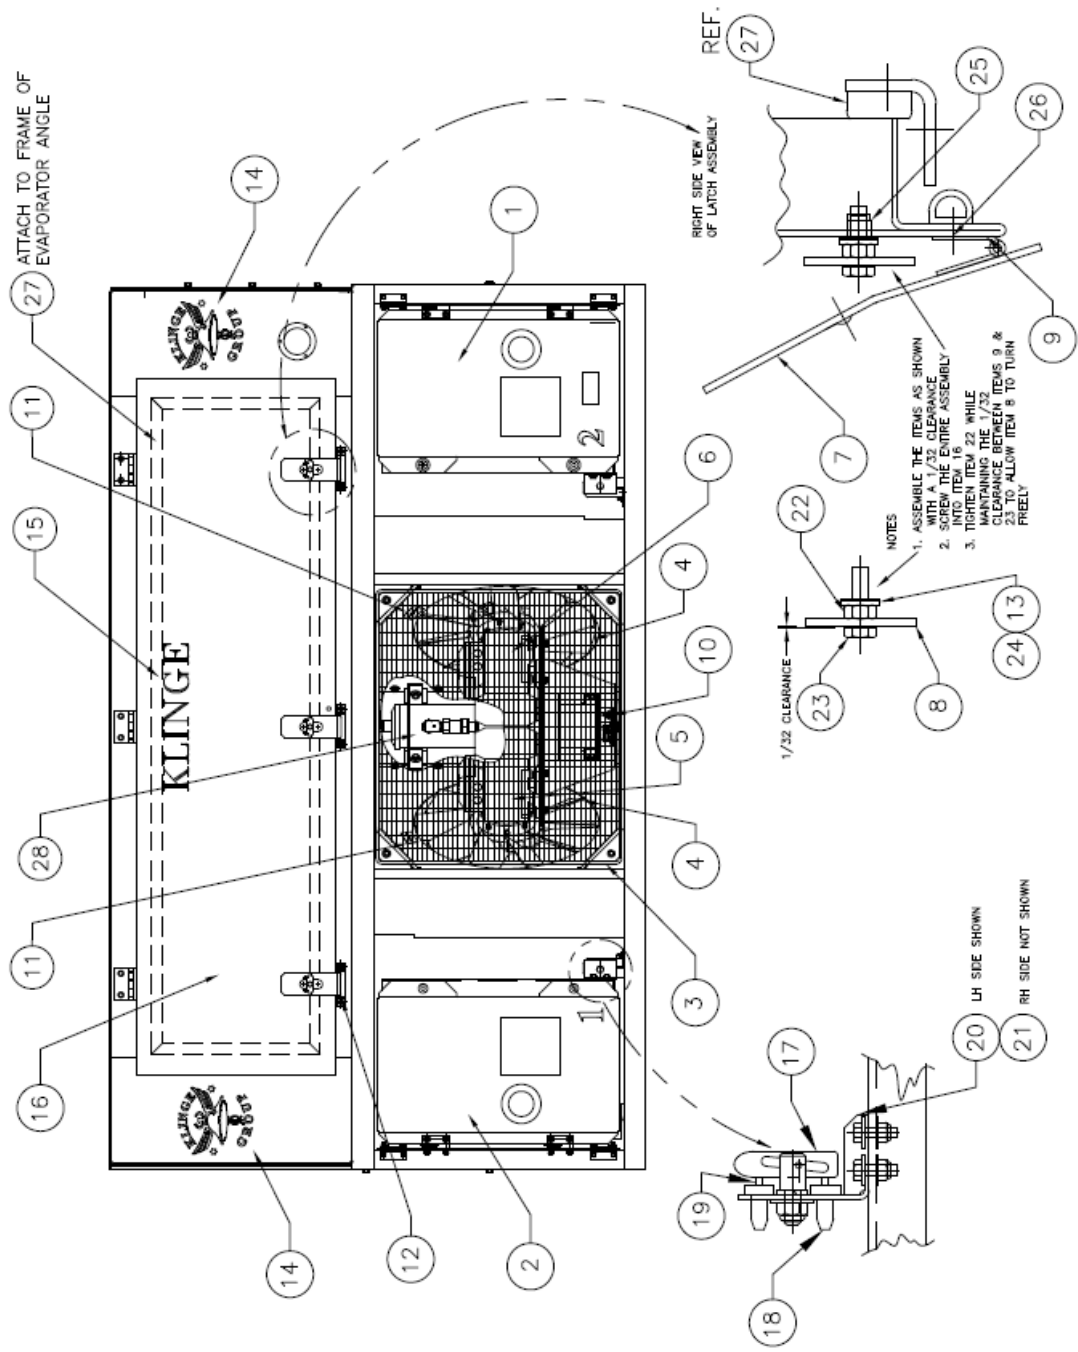 ATTACH TO FRAME OF
EVAPORATOR ANGLE
27
14
11
15
1
REF.
27
RIGHT SIDE VIEW
OF LATCH ASSEMBLY
25
26
9
7
KLINGE
GROUP
KLINGE
2
6
4
10
5
4
28
11
16
14
KLINGE
GROUP
1
12
2
3
NOTES
1. ASSEMBLE THE ITEMS AS SHOWN
WITH A 1/32 CLEARANCE
2. SCREW THE ENTIRE ASSEMBLY
INTO ITEM 16
3. TIGHTEN ITEM 22 WHILE
MAINTAINING THE 1/32
CLEARANCE BETWEEN ITEMS 9 &
23 TO ALLOW ITEM 8 TO TURN
FREELY
1/32 CLEARANCE
22
23
8
24
13
17
19
18
20
LH SIDE SHOWN
21
RH SIDE NOT SHOWN